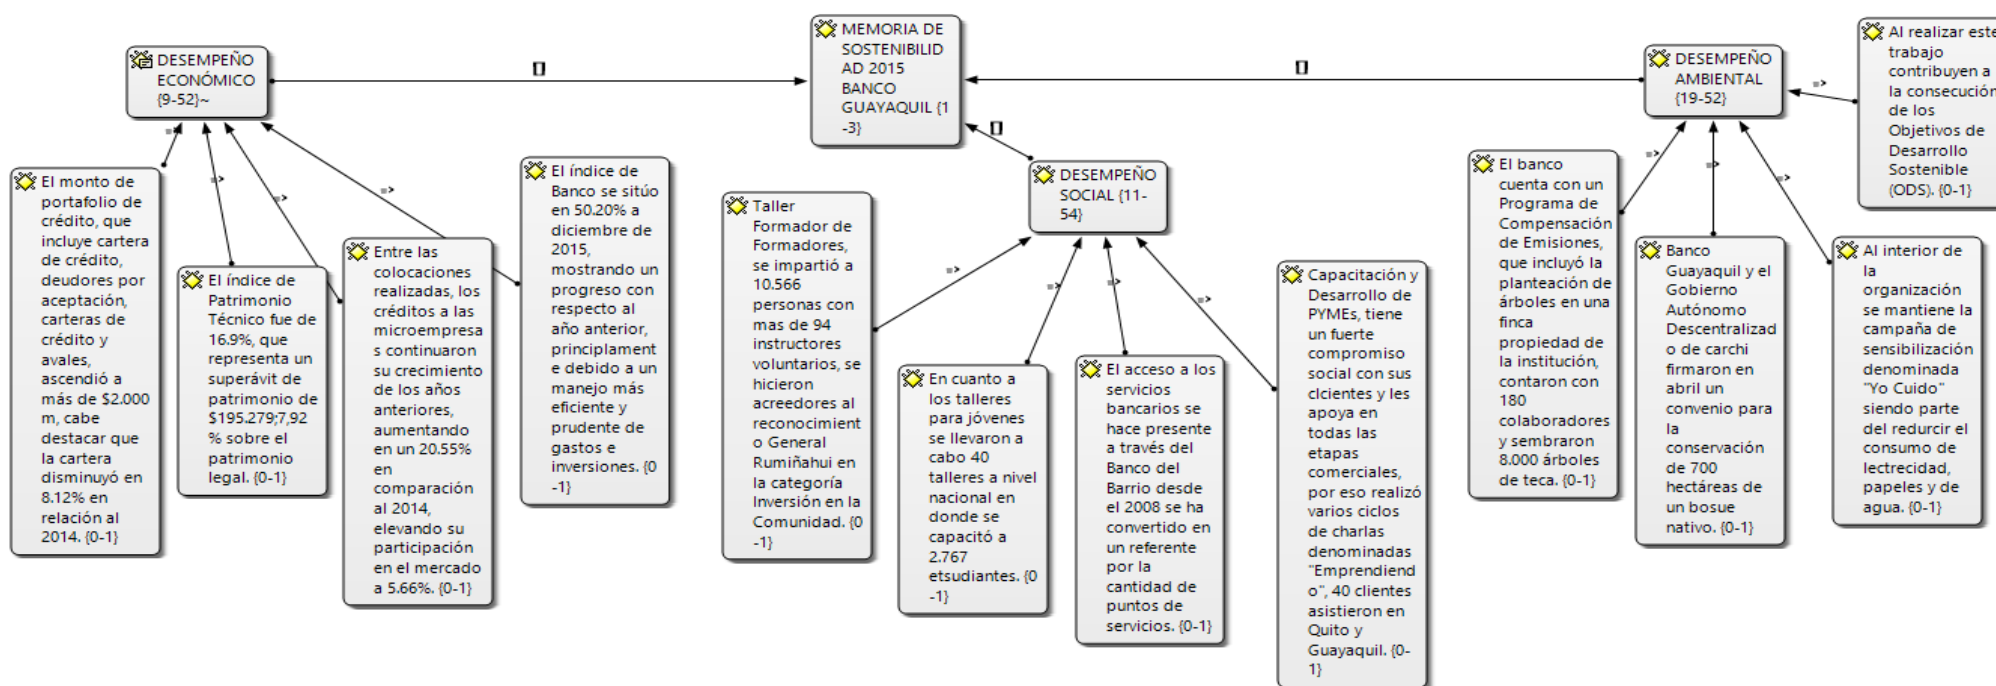 DESEMPEÑO
ECONÓMICO
{9-52}~
[]
MEMORIA DE
SOSTENIBILID
AD 2015
BANCO
GUAYAQUIL {1
-3}
[]
DESEMPEÑO
AMBIENTAL
{19-52}
=>
Al realizar este
trabajo
contribuyen a
la consecución
de los
Objetivos de
Desarrollo
Sostenible
(ODS). {0-1}
[]
DESEMPEÑO
SOCIAL {11-
54}
=>
=>
=>
=>
El monto de
portafolio de
crédito, que
incluye cartera
de crédito,
deudores por
aceptación,
carteras de
crédito y
avales,
ascendió a
más de $2.000
m, cabe
destacar que
la cartera
disminuyó en
8.12% en
relación al
2014. {0-1}
El índice de
Patrimonio
Técnico fue de
16.9%, que
representa un
superávit de
patrimonio de
$195.279;7,92
% sobre el
patrimonio
legal. {0-1}
Entre las
colocaciones
realizadas, los
créditos a las
microempresa
s continuaron
su crecimiento
de los años
anteriores,
aumentando
en un 20.55%
en
comparación
al 2014,
elevando su
participación
en el mercado
a 5.66%. {0-1}
El índice de
Banco se sitúo
en 50.20% a
diciembre de
2015,
mostrando un
progreso con
respecto al
año anterior,
principlament
e debido a un
manejo más
eficiente y
prudente de
gastos e
inversiones. {0
-1}
=>
=>
=>
=>
Taller
Formador de
Formadores,
se impartió a
10.566
personas con
mas de 94
instructores
voluntarios, se
hicieron
acreedores al
reconocimient
o General
Rumiñahui en
la categoría
Inversión en la
Comunidad. {0
-1}
En cuanto a
los talleres
para jóvenes
se llevaron a
cabo 40
talleres a nivel
nacional en
donde se
capacitó a
2.767
etsudiantes. {0
-1}
El acceso a los
servicios
bancarios se
hace presente
a través del
Banco del
Barrio desde
el 2008 se ha
convertido en
un referente
por la
cantidad de
puntos de
servicios. {0-1}
Capacitación y
Desarrollo de
PYMEs, tiene
un fuerte
compromiso
social con sus
clcientes y les
apoya en
todas las
etapas
comerciales,
por eso realizó
varios ciclos
de charlas
denominadas
"Emprendiend
o", 40 clientes
asistieron en
Quito y
Guayaquil. {0-
1}
=>
=>
=>
El banco
cuenta con un
Programa de
Compensación
de Emisiones,
que incluyó la
planteación de
árboles en una
finca
propiedad de
la institución,
contaron con
180
colaboradores
y sembraron
8.000 árboles
de teca. {0-1}
Banco
Guayaquil y el
Gobierno
Autónomo
Descentralizad
o de carchi
firmaron en
abril un
convenio para
la
conservación
de 700
hectáreas de
un bosue
nativo. {0-1}
Al interior de
la
organización
se mantiene la
campaña de
sensibilización
denominada
"Yo Cuido"
siendo parte
del redurcir el
consumo de
lectrecidad,
papeles y de
agua. {0-1}